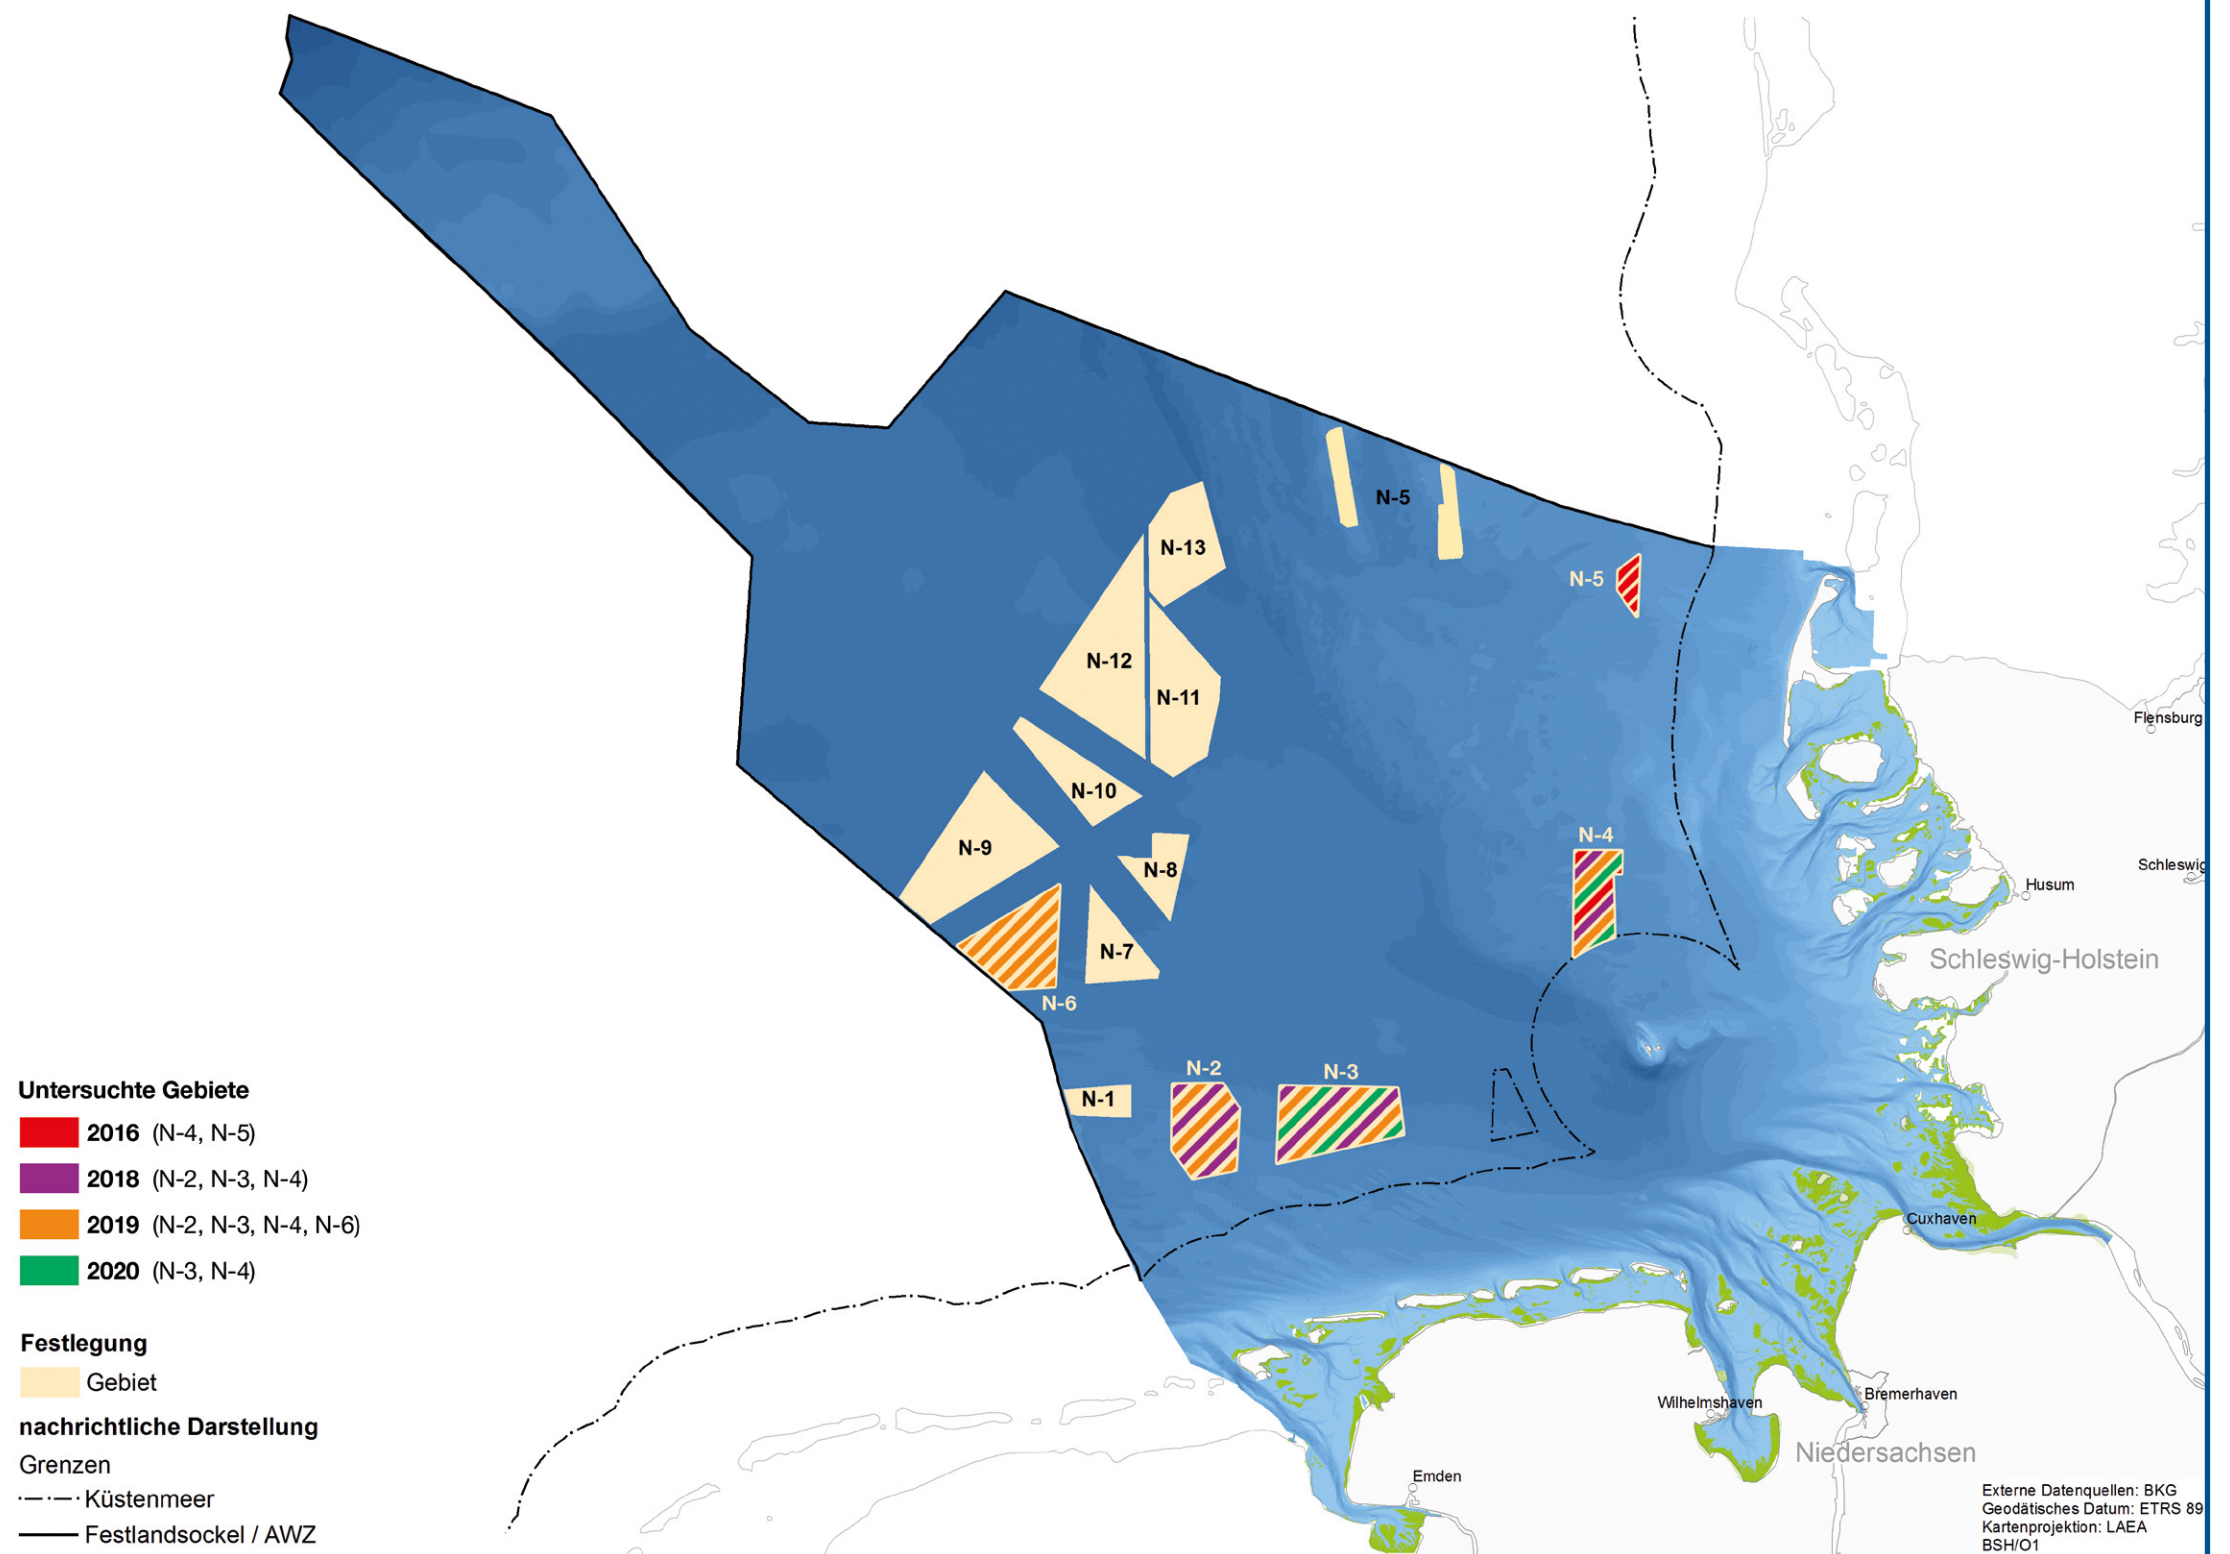 N-5
N-13
N-5
N-12
N-11
Flensburg
N-10
N-4
N-9
N-8
Schleswig
Husum
N-7
Schleswig-Holstein
N-6
N-2
N-3
N-1
Untersuchte Gebiete
2016 (N-4, N-5)
2018 (N-2, N-3, N-4)
2019 (N-2, N-3, N-4, N-6)
2020 (N-3, N-4)
Cuxhaven
Festlegung
Gebiet
Bremerhaven
Wilhelmshaven
nachrichtliche Darstellung
Niedersachsen
Grenzen
Emden
Küstenmeer
Festlandsockel / AWZ
Externe Datenquellen: BKG
Geodätisches Datum: ETRS 89
Kartenprojektion: LAEA
BSH/O1